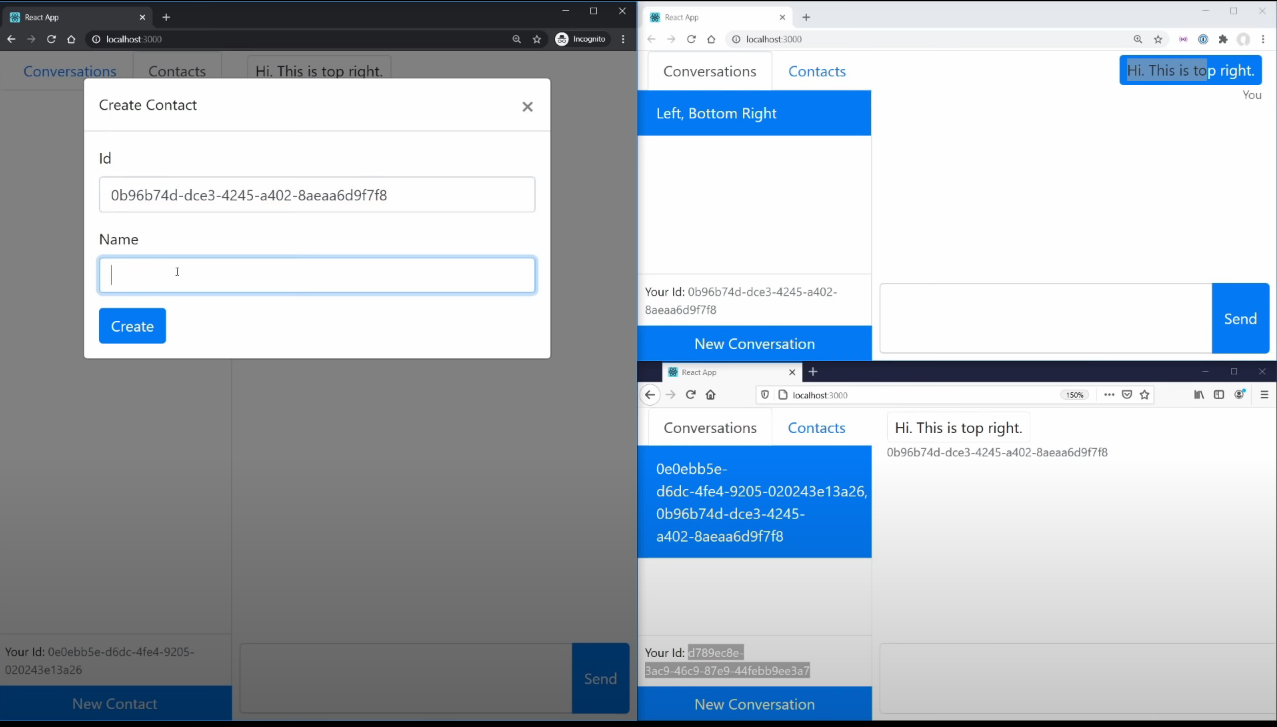 React App
localhost:3000
Incognito
Conversations
Contacts
Hi. This is top right.
Create Contact
Id
0b96b74d-dce3-4245-a402-8aeaa6d9f7f8
Name
Create
Your Id: 0e0ebb5e-d6dc-4fe4-9205-
020243e13a26
New Contact
Send
React App
localhost:3000
Conversations
Contacts
Hi. This is top right.
You
Left, Bottom Right
Your Id: 0b96b74d-dce3-4245-a402-
8aeaa6d9f7f8
New Conversation
Send
React App
localhost:3000
150%
Conversations
Contacts
Hi. This is top right.
0b96b74d-dce3-4245-a402-8aeaa6d9f7f8
0e0ebb5e-
d6dc-4fe4-9205-020243e13a26,
0b96b74d-dce3-4245-
a402-8aeaa6d9f7f8
Your Id: d789ec8e-
3ac9-46c9-87e9-44febb9ee3a7
New Conversation